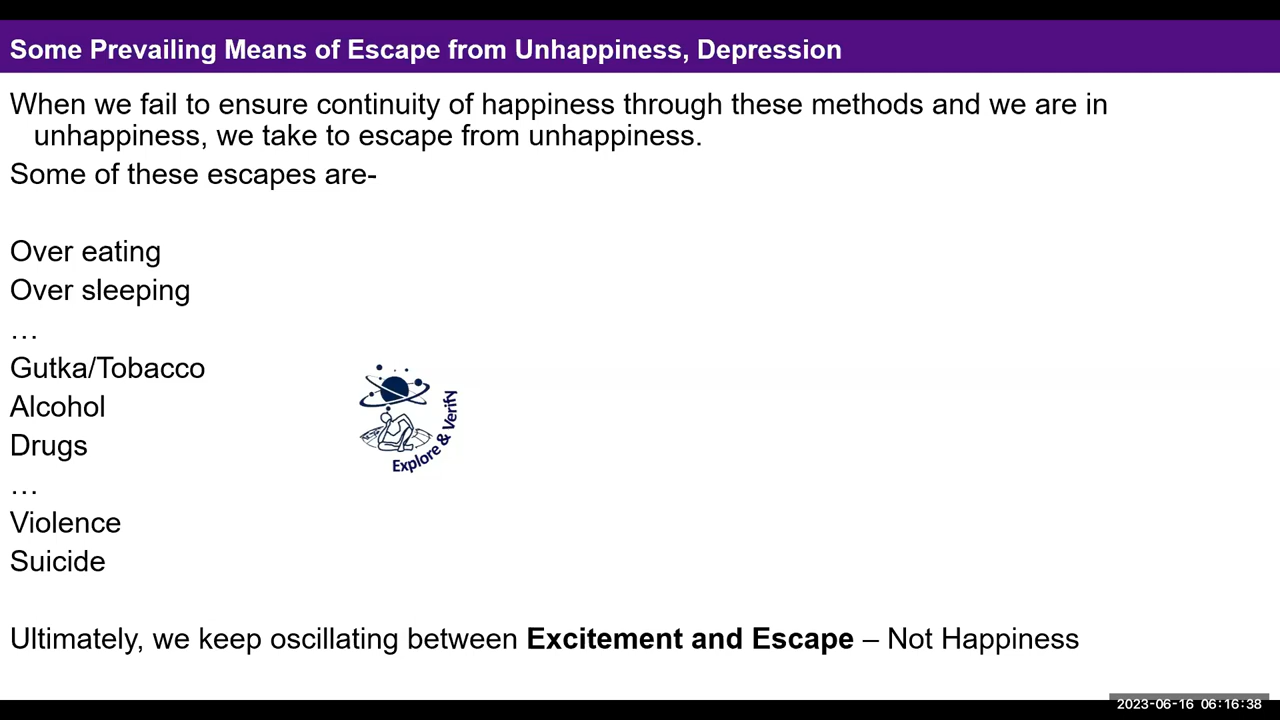 Some Prevailing Means of Escape from Unhappiness, Depression
When we fail to ensure continuity of happiness through these methods and we are in
unhappiness, we take to escape from unhappiness.
Some of these escapes are-
Over eating
Over sleeping
…
Gutka/Tobacco
Alcohol
Drugs
…
Violence
Suicide
Explore & Verify
Ultimately, we keep oscillating between Excitement and Escape – Not Happiness
2023-06-16 06:16:38